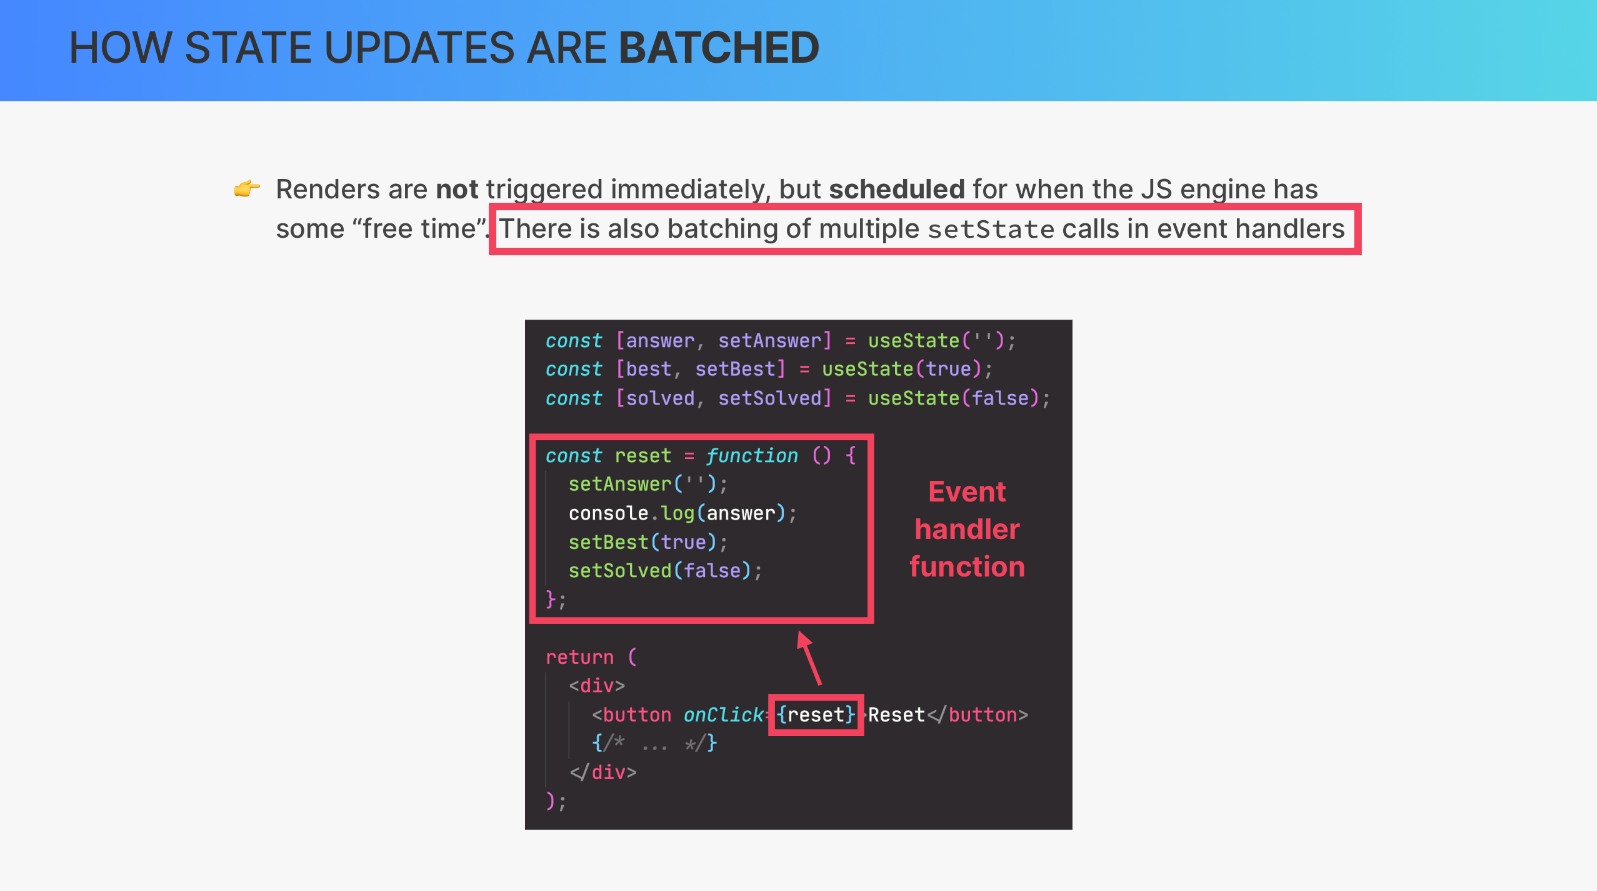 HOW STATE UPDATES ARE BATCHED
👉 Renders are not triggered immediately, but scheduled for when the JS engine has
some “free time”. There is also batching of multiple setState calls in event handlers
const [answer, setAnswer] = useState('');
const [best, setBest] = useState(true);
const [solved, setSolved] = useState(false);
const reset = function () {
setAnswer('');
console.log(answer);
setBest(true);
setSolved(false);
};
Event
handler
function
return (
<div>
<button onClick={reset}>Reset</button>
{/* ... */}
</div>
);